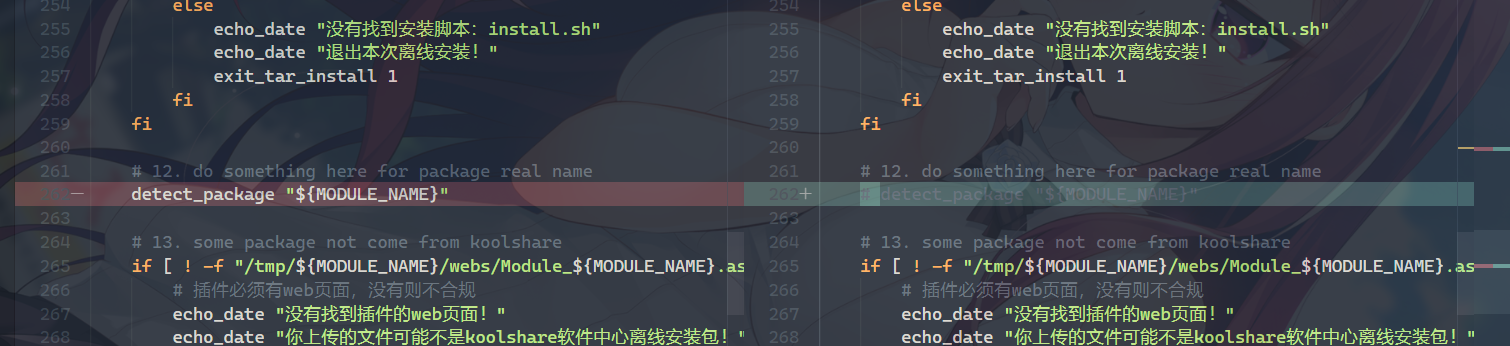 254 else
255 echo_date "没有找到安装脚本：install.sh"
256 echo_date "退出本次离线安装！"
257 exit_tar_install 1
258 fi
259 fi
260
261 # 12. do something here for package real name
262 — detect_package "${MODULE_NAME}"
263
264 # 13. some package not come from koolshare
265 if [ ! -f "/tmp/${MODULE_NAME}/webs/Module_${MODULE_NAME}.as
266 # 插件必须有web页面，没有则不合规
267 echo_date "没有找到插件的web页面！"
268 echo_date "你上传的文件可能不是koolshare软件中心离线安装包！"
254 else
255 echo_date "没有找到安装脚本：install.sh"
256 echo_date "退出本次离线安装！"
257 exit_tar_install 1
258 fi
259 fi
260
261 # 12. do something here for package real name
262 + # detect_package "${MODULE_NAME}"
263
264 # 13. some package not come from koolshare
265 if [ ! -f "/tmp/${MODULE_NAME}/webs/Module_${MODULE_NAME}.as
266 # 插件必须有web页面，没有则不合规
267 echo_date "没有找到插件的web页面！"
268 echo_date "你上传的文件可能不是koolshare软件中心离线安装包！"